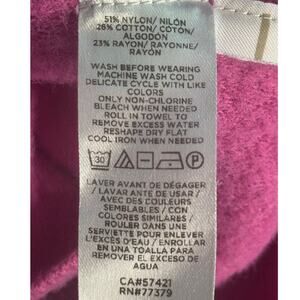 51% NYLON/ NILÓN
26% COTTON/ COTON/
ALGODÓN
23% RAYON/ RAYONNE/
RAYÓN
WASH BEFORE WEARING
MACHINE WASH COLD
DELICATE CYCLE WITH LIKE
COLORS
ONLY NON-CHLORINE
BLEACH WHEN NEEDED
ROLL IN TOWEL TO
REMOVE EXCESS WATER
RESHAPE DRY FLAT
COOL IRON WHEN NEEDED
30 P
LAVER AVANT DE DÉGAGER
/ LAVAR ANTE DE USAR /
AVEC DES COULEURS
SEMBLABLES / CON
COLORES SIMILARES /
ROULER DANS UNE
SERVIETTE POUR ENLEVER
L'EXCÈS D'EAU / ENROLLAR
EN UNA TOALLA PARA
REMOVER EL EXCESO DE
AGUA
CA#57421
RN#77379